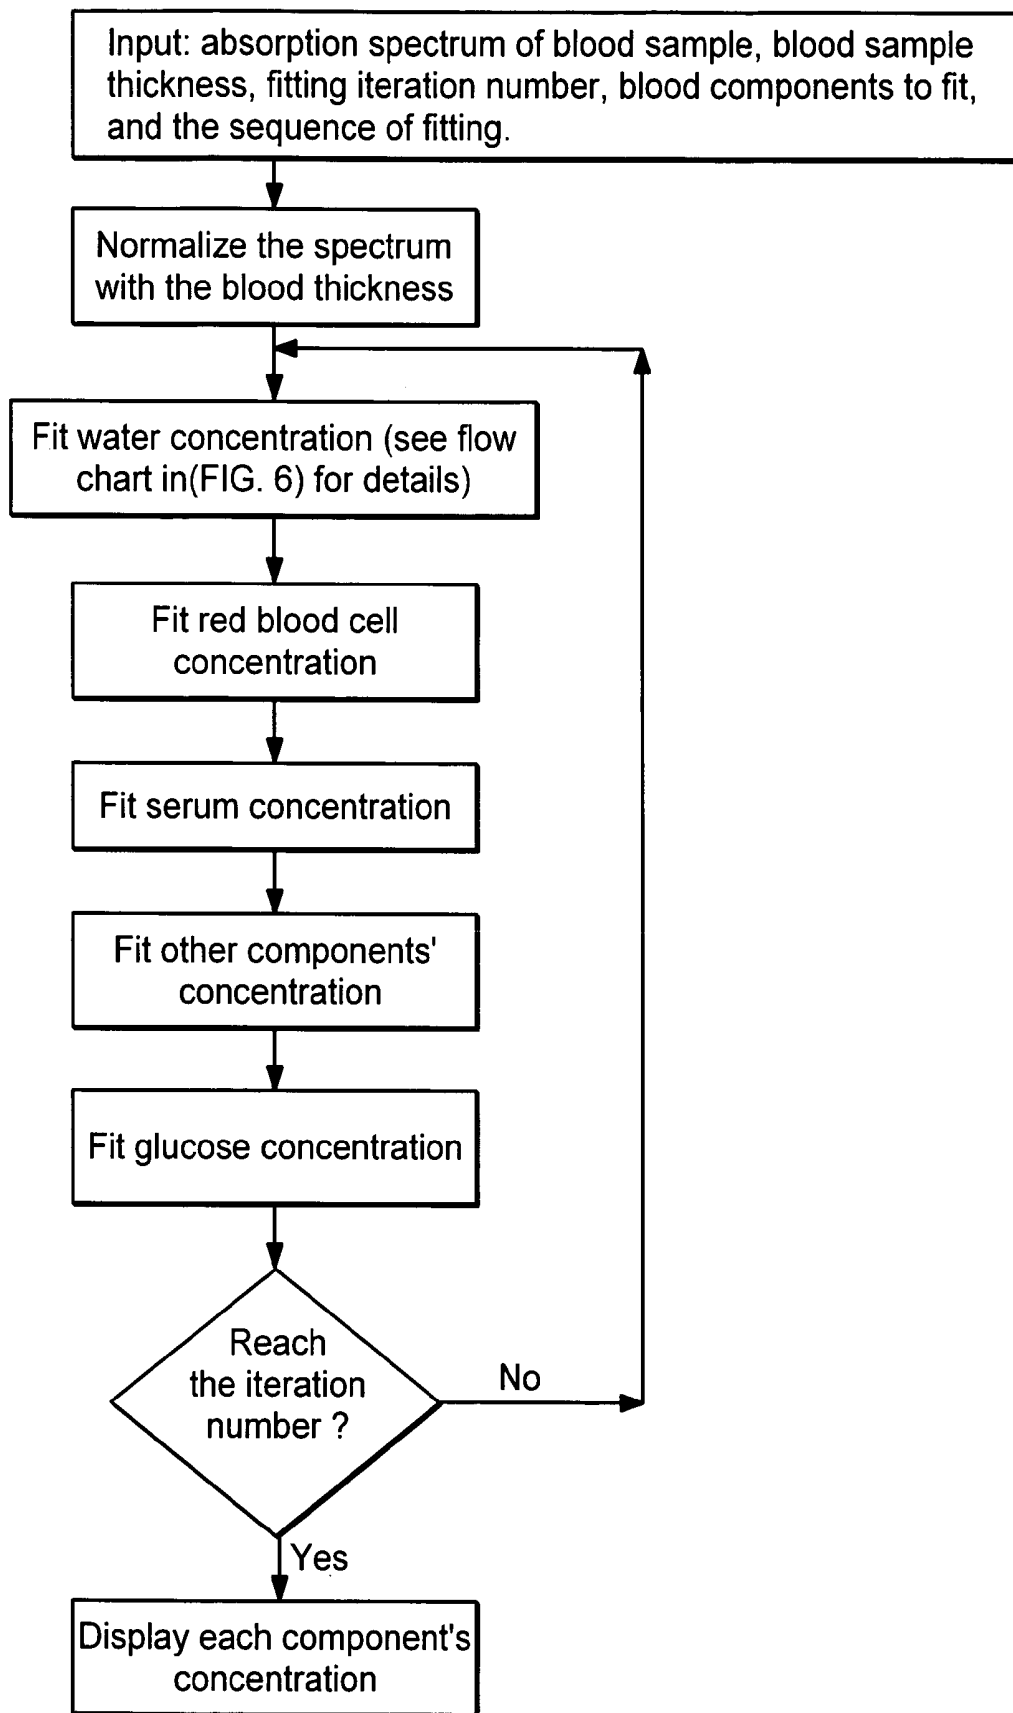 Input: absorption spectrum of blood sample, blood sample
thickness, fitting iteration number, blood components to fit,
and the sequence of fitting.
Normalize the spectrum
with the blood thickness
Fit water concentration (see flow
chart in(FIG. 6) for details)
Fit red blood cell
concentration
Fit serum concentration
Fit other components'
concentration
Fit glucose concentration
Reach
the iteration
number ?
No
Yes
Display each component's
concentration